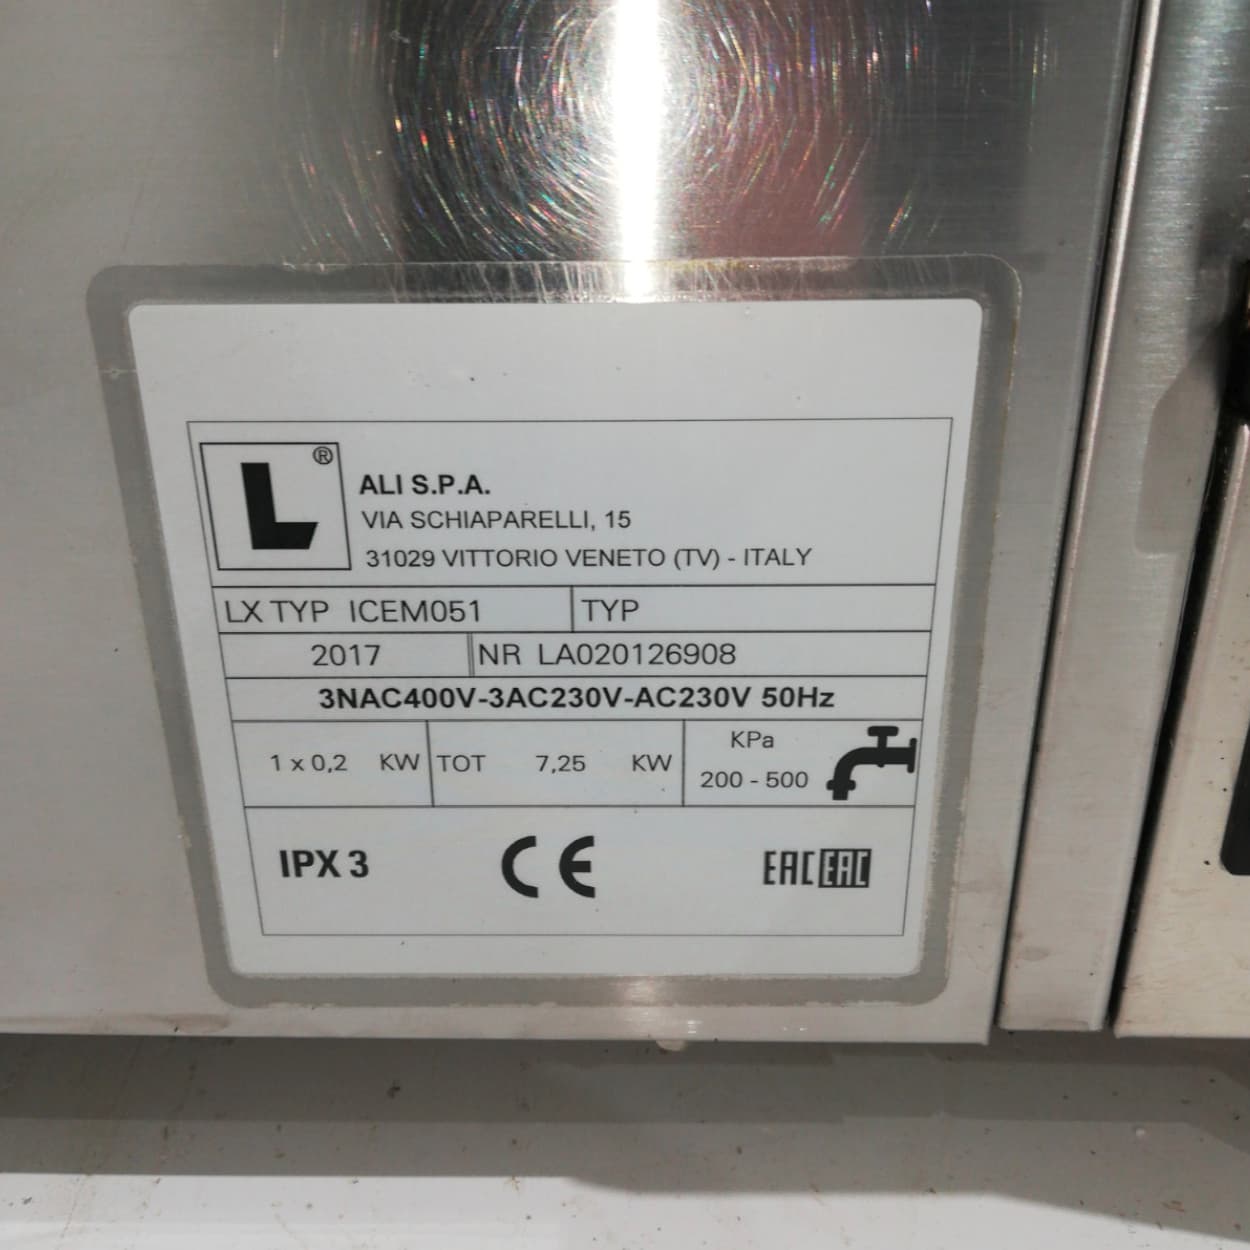 L®
ALI S.P.A.
VIA SCHIAPARELLI, 15
31029 VITTORIO VENETO (TV) - ITALY
LX TYP ICEM051 TYP
2017 NR LA020126908
3NAC400V-3AC230V-AC230V 50Hz
1 x 0,2 KW TOT 7,25 KW KPa
200 - 500
IPX 3 CE EAC EAC